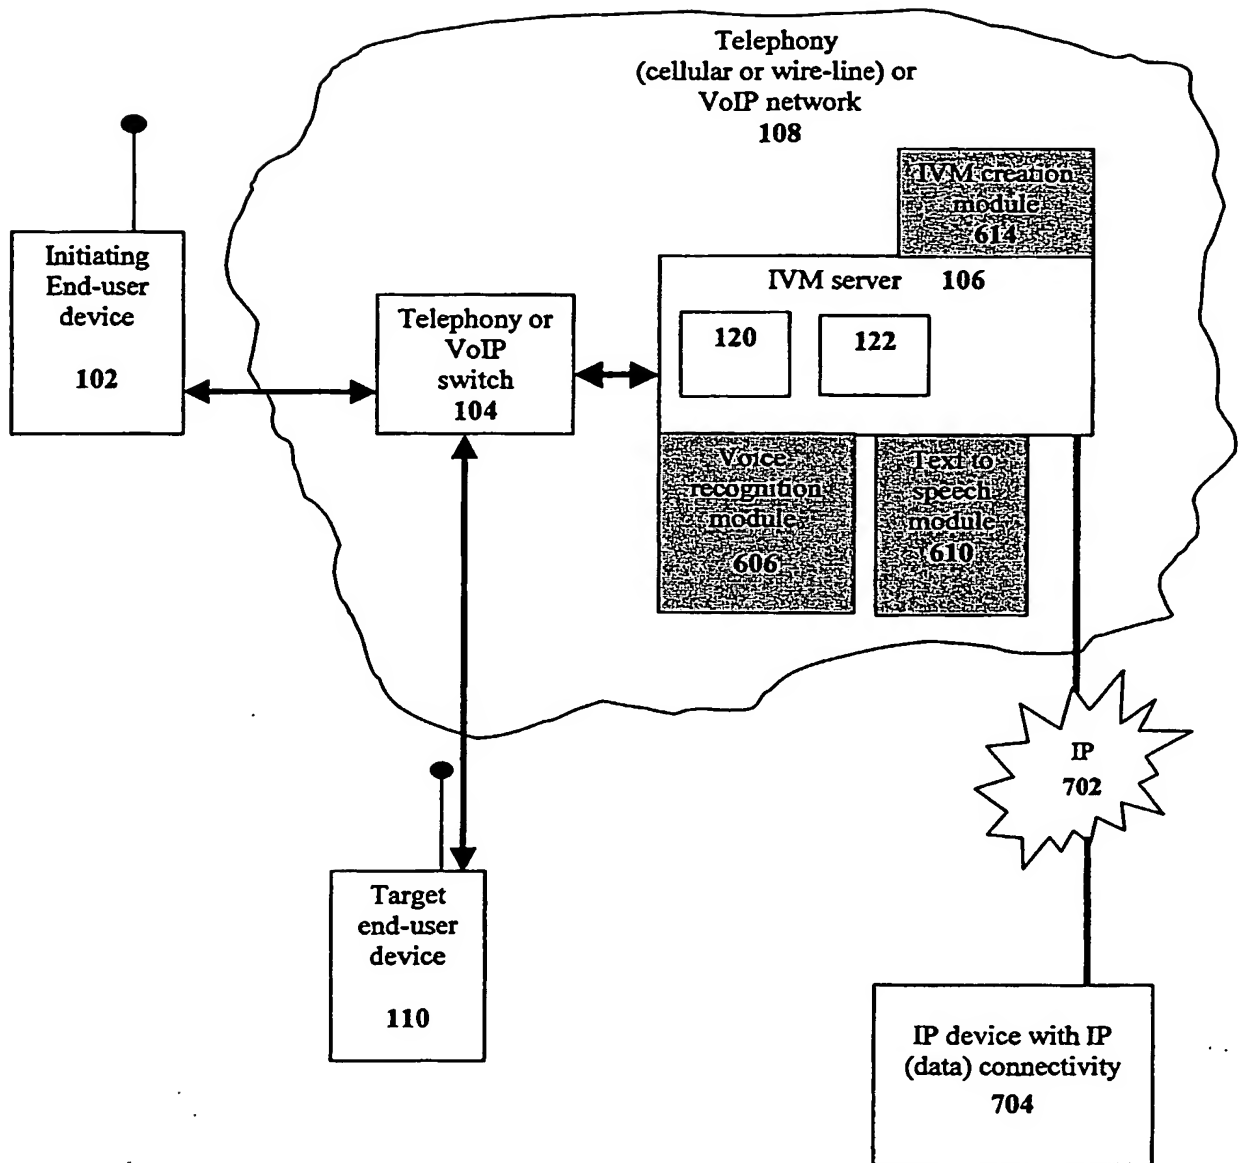 Telephony
(cellular or wire-line) or
VoIP network
108
IVM creation
module
614
Initiating
End-user
device
102
Telephony or
VoIP
switch
104
IVM server 106
120
122
Voice
recognition
module
606
Text to
speech
module
610
IP
702
Target
end-user
device
110
IP device with IP
(data) connectivity
704